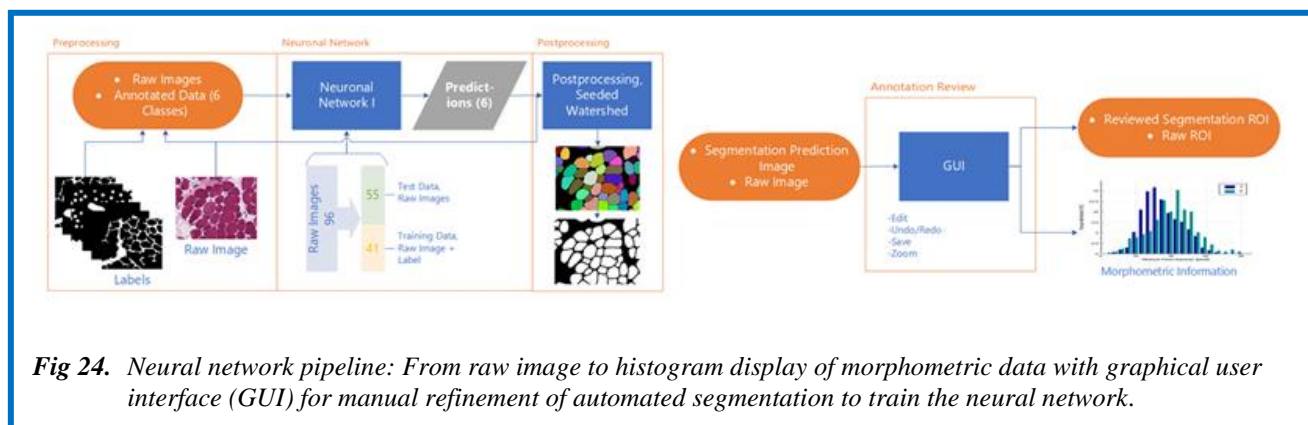 Preprocessing
• Raw Images
• Annotated Data (6
Classes)
Labels
Raw Image
Neuronal Network
Neuronal
Network I
Predict-
ions (6)
Raw Images
96
55
Test Data,
Raw Images
41
Training Data,
Raw Image +
Label
Postprocessing
Postprocessing,
Seeded
Watershed
• Segmentation Prediction
Image
• Raw Image
Annotation Review
GUI
-Edit
-Undo/Redo
-Save
-Zoom
• Reviewed Segmentation ROI
• Raw ROI
Morphometric Information
Fig 24. Neural network pipeline: From raw image to histogram display of morphometric data with graphical user
interface (GUI) for manual refinement of automated segmentation to train the neural network.